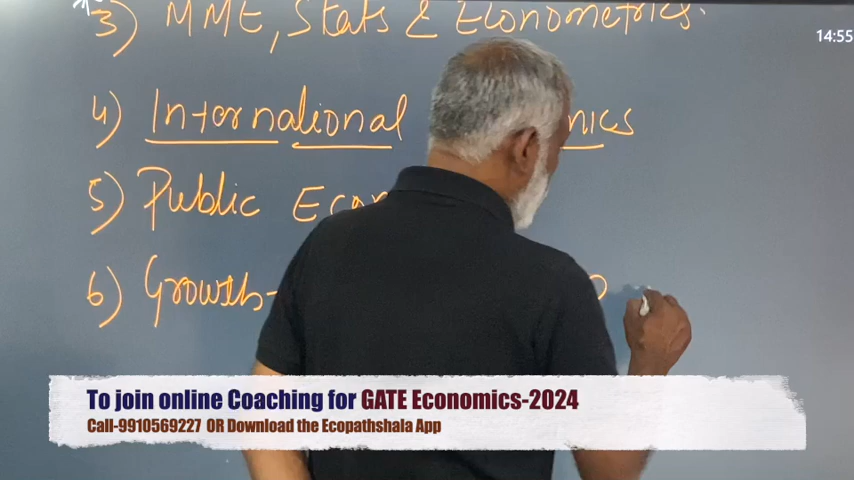 3) MME, Stats & Econometrics.
14:55
4) International nics
5) Public Econ
6) Growth-
To join online Coaching for GATE Economics-2024
Call-9910569227 OR Download the Ecopathshala App